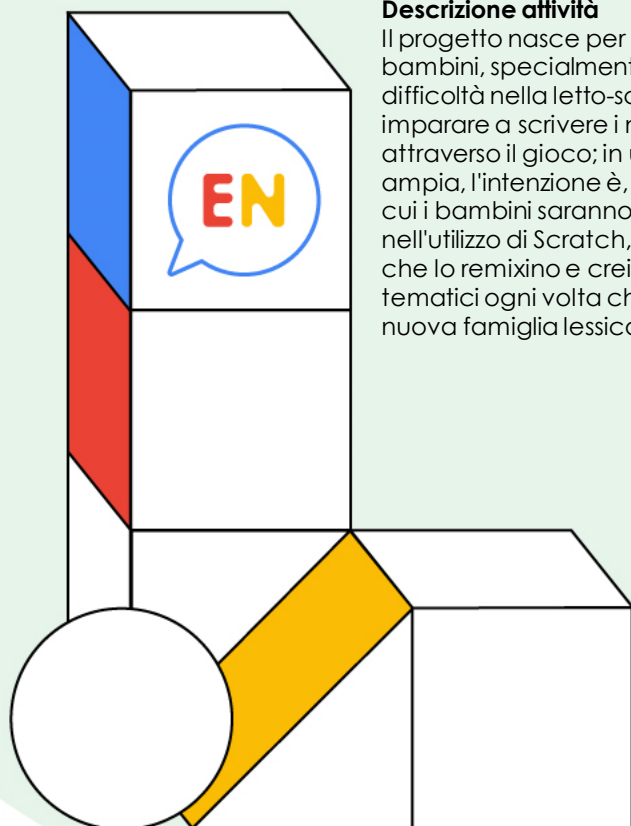 Descrizione attività
Il progetto nasce per
bambini, specialment
difficoltà nella letto-sc
imparare a scrivere i n
attraverso il gioco; in u
ampia, l'intenzione è,
cui i bambini saranno
nell'utilizzo di Scratch,
che lo remixino e crei
tematici ogni volta ch
nuova famiglia lessica
EN